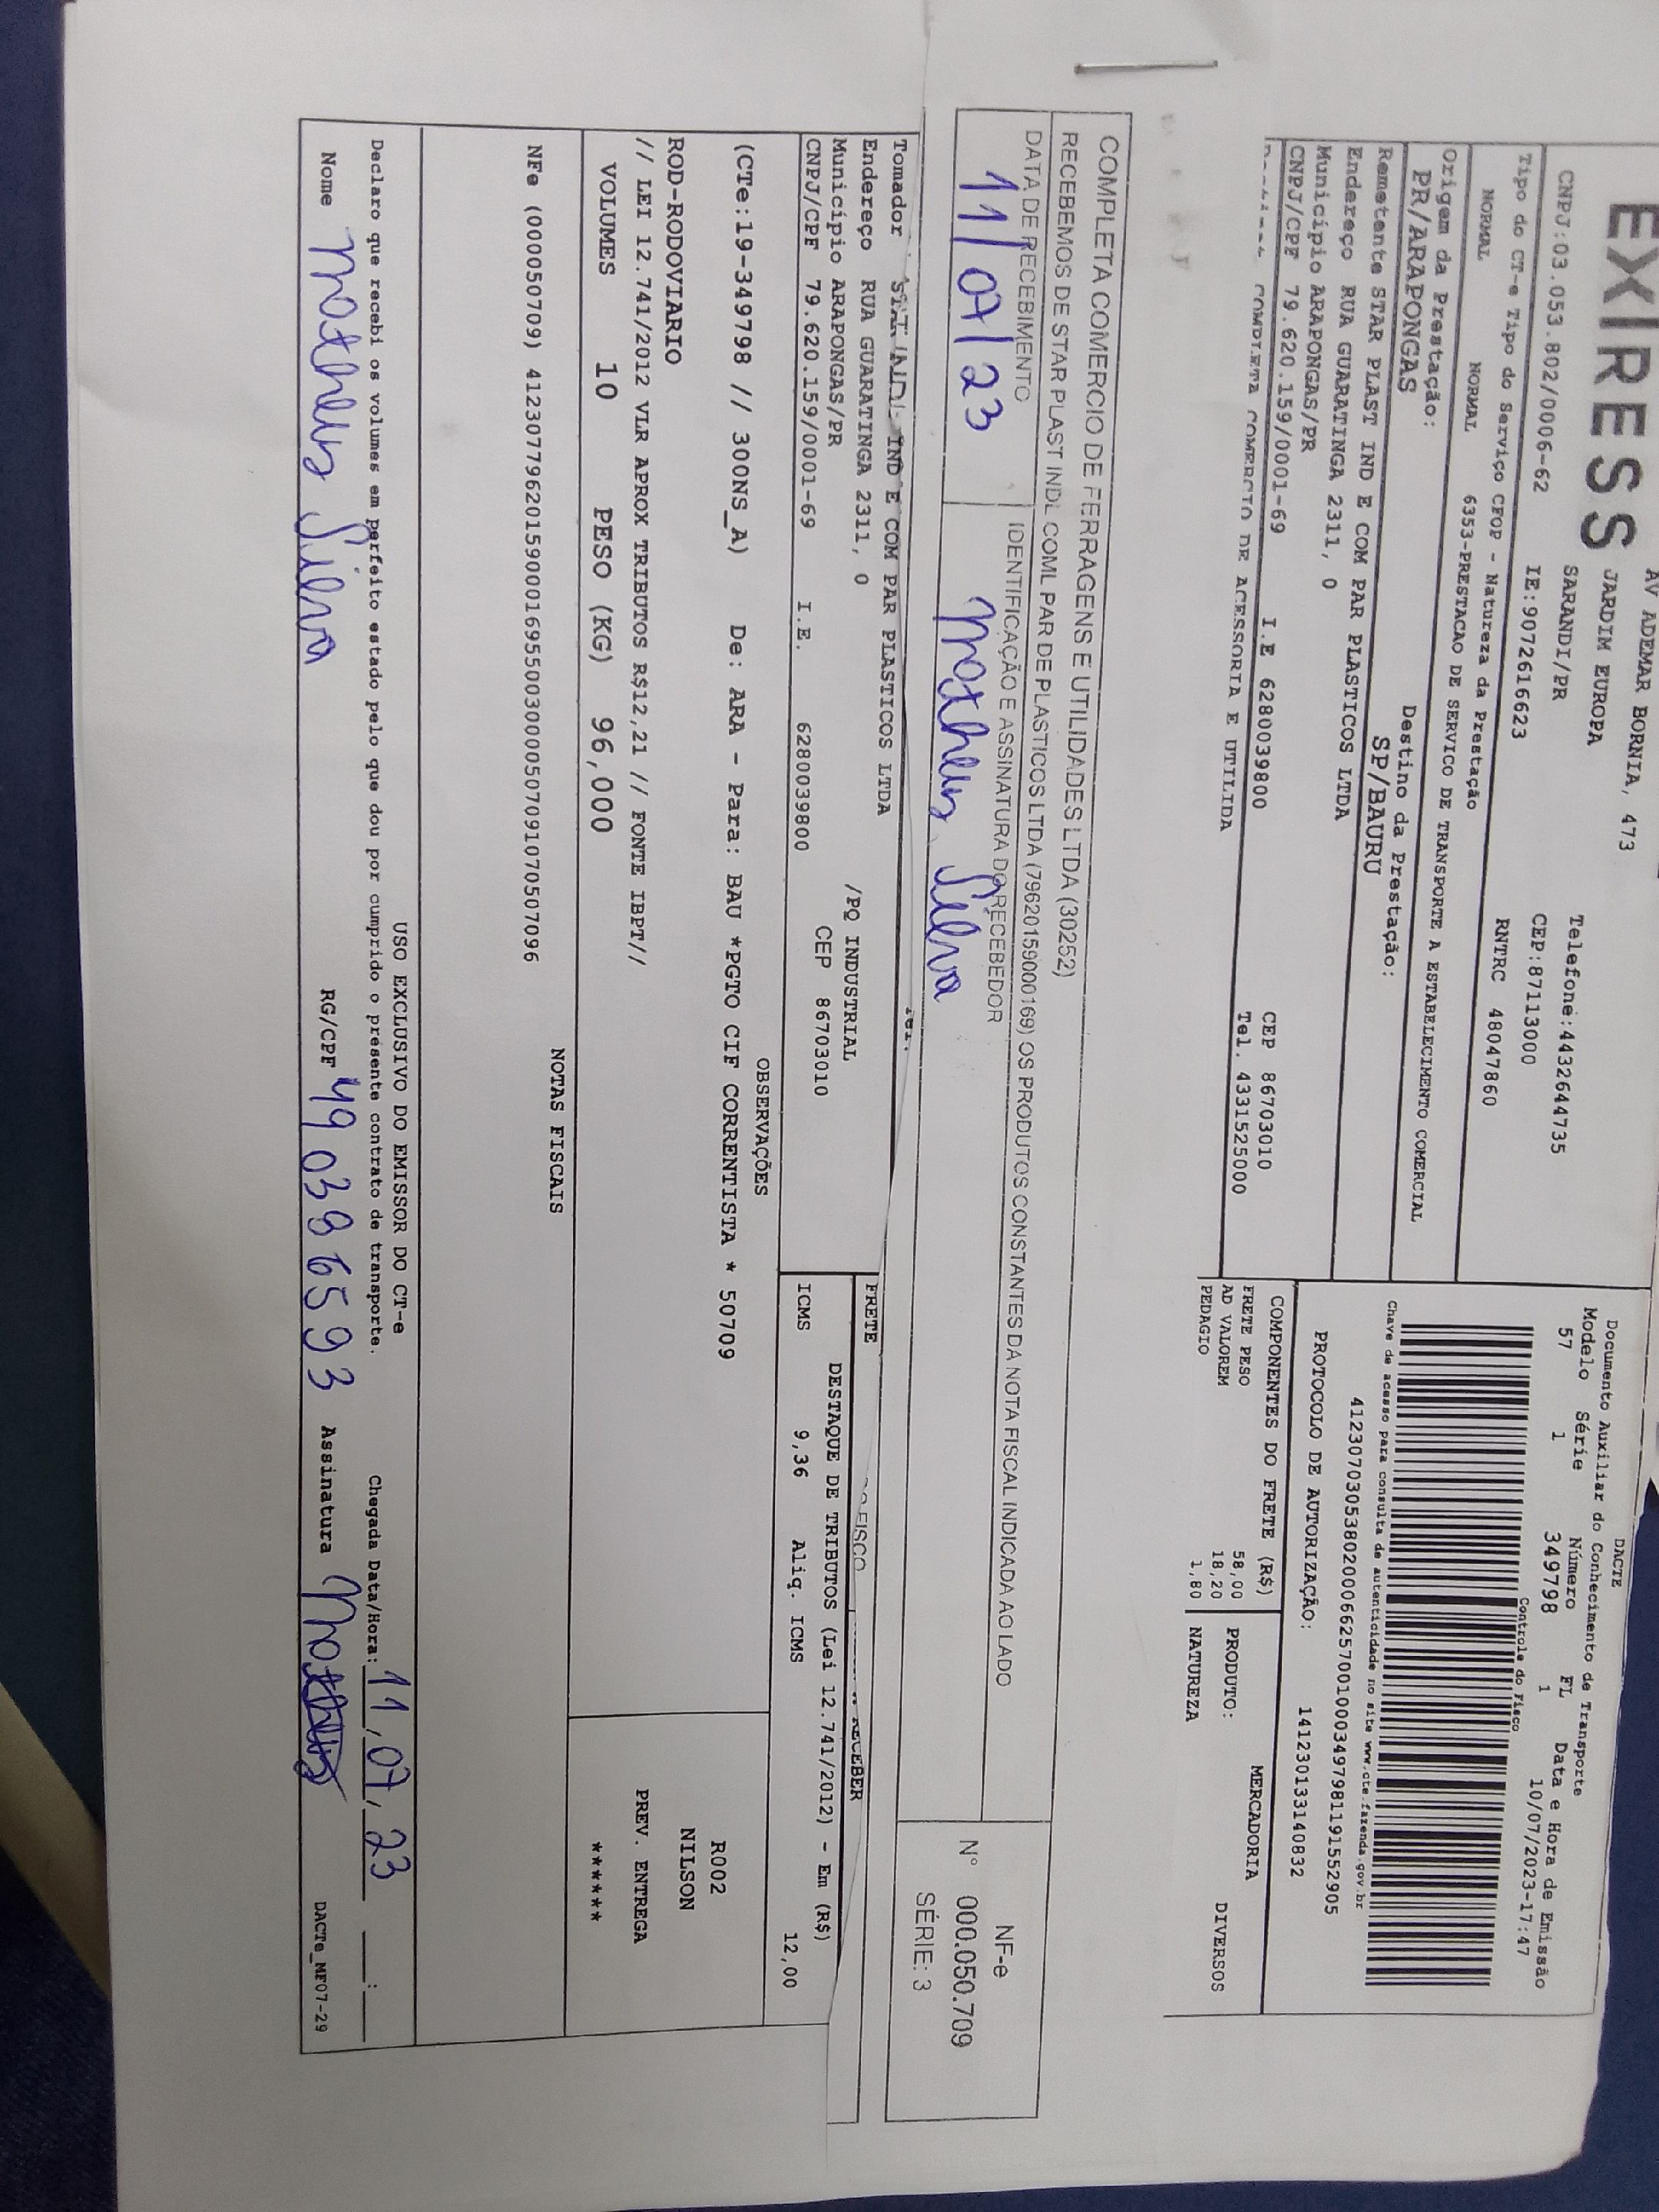 EXPRESS
AV ADEMAR BORNIA, 473
JARDIM EUROPA
SARANDI/PR
Telefone:4432644735
CNPJ:03.053.802/0006-62 IE:9072616623 CEP:87113000
Tipo do CT-e Tipo do Serviço CFOP - Natureza da Prestação RNTRC 48047860
NORMAL NORMAL 6353-PRESTACAO DE SERVICO DE TRANSPORTE A ESTABELECIMENTO COMERCIAL
Origem da Prestação: Destino da Prestação:
PR/ARAPONGAS SP/BAURU
Remetente STAR PLAST IND E COM PAR PLASTICOS LTDA
Endereço RUA GUARATINGA 2311, 0
Município ARAPONGAS/PR CEP 86703010
CNPJ/CPF 79.620.159/0001-69 I.E 6280039800 Tel. 4331525000
COMPLETA COMERCIO DE ACESSORIA E UTILIDA
DACTE
Documento Auxiliar do Conhecimento de Transporte
Modelo Série Número FL Data e Hora de Emissão
57 1 349798 1 10/07/2023-17:47
Controle do Fisco
Chave de acesso para consulta de autenticidade no site www.cte.fazenda.gov.br
41230703053802000662570010003497981191552905
PROTOCOLO DE AUTORIZAÇÃO: 141230133140832
COMPONENTES DO FRETE (R$) MERCADORIA
FRETE PESO 58,00 PRODUTO: DIVERSOS
AD VALOREM 18,20
PEDAGIO 1,80 NATUREZA
COMPLETA COMERCIO DE FERRAGENS E UTILIDADES LTDA (30252)
RECEBEMOS DE STAR PLAST INDL COML PAR DE PLASTICOS LTDA (79620159000169) OS PRODUTOS CONSTANTES DA NOTA FISCAL INDICADA AO LADO
DATA DE RECEBIMENTO IDENTIFICAÇÃO E ASSINATURA DO RECEBEDOR
11/07/23 Matheus Silva
NF-e
Nº 000.050.709
SÉRIE: 3
Tomador IND E COM PAR PLASTICOS LTDA
Endereço RUA GUARATINGA 2311, 0 /PQ INDUSTRIAL
Município ARAPONGAS/PR CEP 86703010
CNPJ/CPF 79.620.159/0001-69 I.E. 6280039800
FRETE FISCO RECEBER
DESTAQUE DE TRIBUTOS (Lei 12.741/2012) - Em (R$)
ICMS 9,36 Aliq. ICMS 12,00
OBSERVAÇÕES
(CTe:19-349798 // 300NS_A) De: ARA - Para: BAU *PGTO CIF CORRENTISTA * 50709
ROD-RODOVIARIO
// LEI 12.741/2012 VLR APROX TRIBUTOS R$12,21 // FONTE IBPT//
VOLUMES 10 PESO (KG) 96,000
R002
NILSON
PREV. ENTREGA
******
NOTAS FISCAIS
NFe (000050709) 41230779620159000169550030000507091070507096
USO EXCLUSIVO DO EMISSOR DO CT-e
Declaro que recebi os volumes em perfeito estado pelo que dou por cumprido o presente contrato de transporte. Chegada Data/Hora: 11/07/23 __:__
Nome Matheus Silva RG/CPF 49 038 659 3 Assinatura Matheus
DACTe_MF07-29